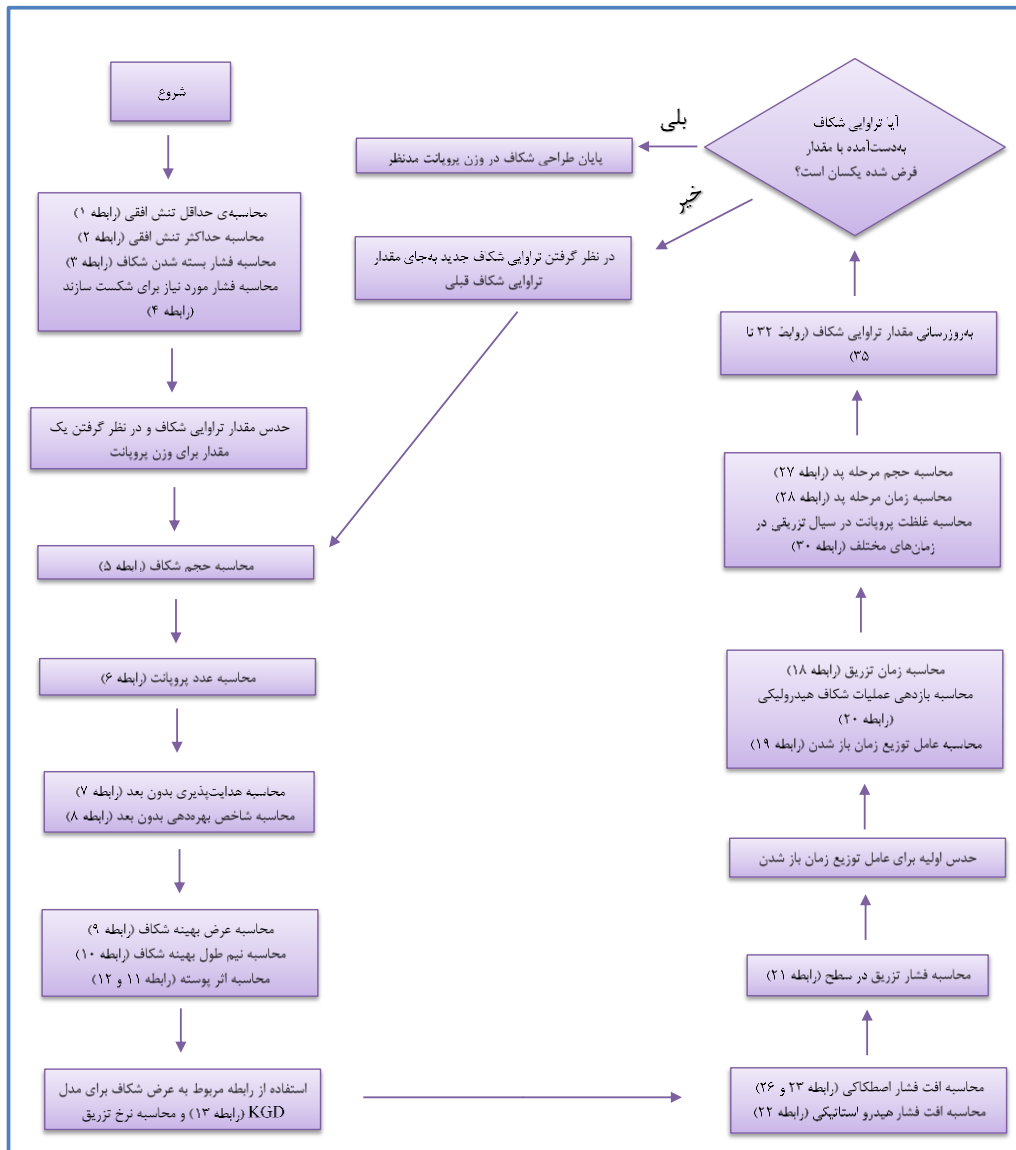 شروع
محاسبه‌ی حداقل تنش افقی (رابطه ۱)
محاسبه حداکثر تنش افقی (رابطه ۲)
محاسبه فشار بسته شدن شکاف (رابطه ۳)
محاسبه فشار مورد نیاز برای شکست سازند
(رابطه ۴)
حدس مقدار تراوایی شکاف و در نظر گرفتن یک
مقدار برای وزن پروپانت
محاسبه حجم شکاف (رابطه ۵)
محاسبه عدد پروپانت (رابطه ۶)
محاسبه هدایت‌پذیری بدون بعد (رابطه ۷)
محاسبه شاخص بهره‌دهی بدون بعد (رابطه ۸)
محاسبه عرض بهینه شکاف (رابطه ۹)
محاسبه نیم طول بهینه شکاف (رابطه ۱۰)
محاسبه اثر پوسته (رابطه ۱۱ و ۱۲)
استفاده از رابطه مربوط به عرض شکاف برای مدل
KGD (رابطه ۱۳) و محاسبه نرخ تزریق
محاسبه افت فشار اصطکاکی (رابطه ۲۳ و ۲۶)
محاسبه افت فشار هیدرو استاتیکی (رابطه ۲۲)
محاسبه فشار تزریق در سطح (رابطه ۲۱)
حدس اولیه برای عامل توزیع زمان باز شدن
محاسبه زمان تزریق (رابطه ۱۸)
محاسبه بازدهی عملیات شکاف هیدرولیکی
(رابطه ۲۰)
محاسبه عامل توزیع زمان باز شدن (رابطه ۱۹)
محاسبه حجم مرحله پد (رابطه ۲۷)
محاسبه زمان مرحله پد (رابطه ۲۸)
محاسبه غلظت پروپانت در سیال تزریقی در
زمان‌های مختلف (رابطه ۳۰)
به‌روزرسانی مقدار تراوایی شکاف (روابط ۳۲ تا
۳۵)
آیا تراوایی شکاف
به‌دست‌آمده با مقدار
فرض شده یکسان است؟
بلی
پایان طراحی شکاف در وزن پروپانت مدنظر
خیر
در نظر گرفتن تراوایی شکاف جدید به‌جای مقدار
تراوایی شکاف قبلی